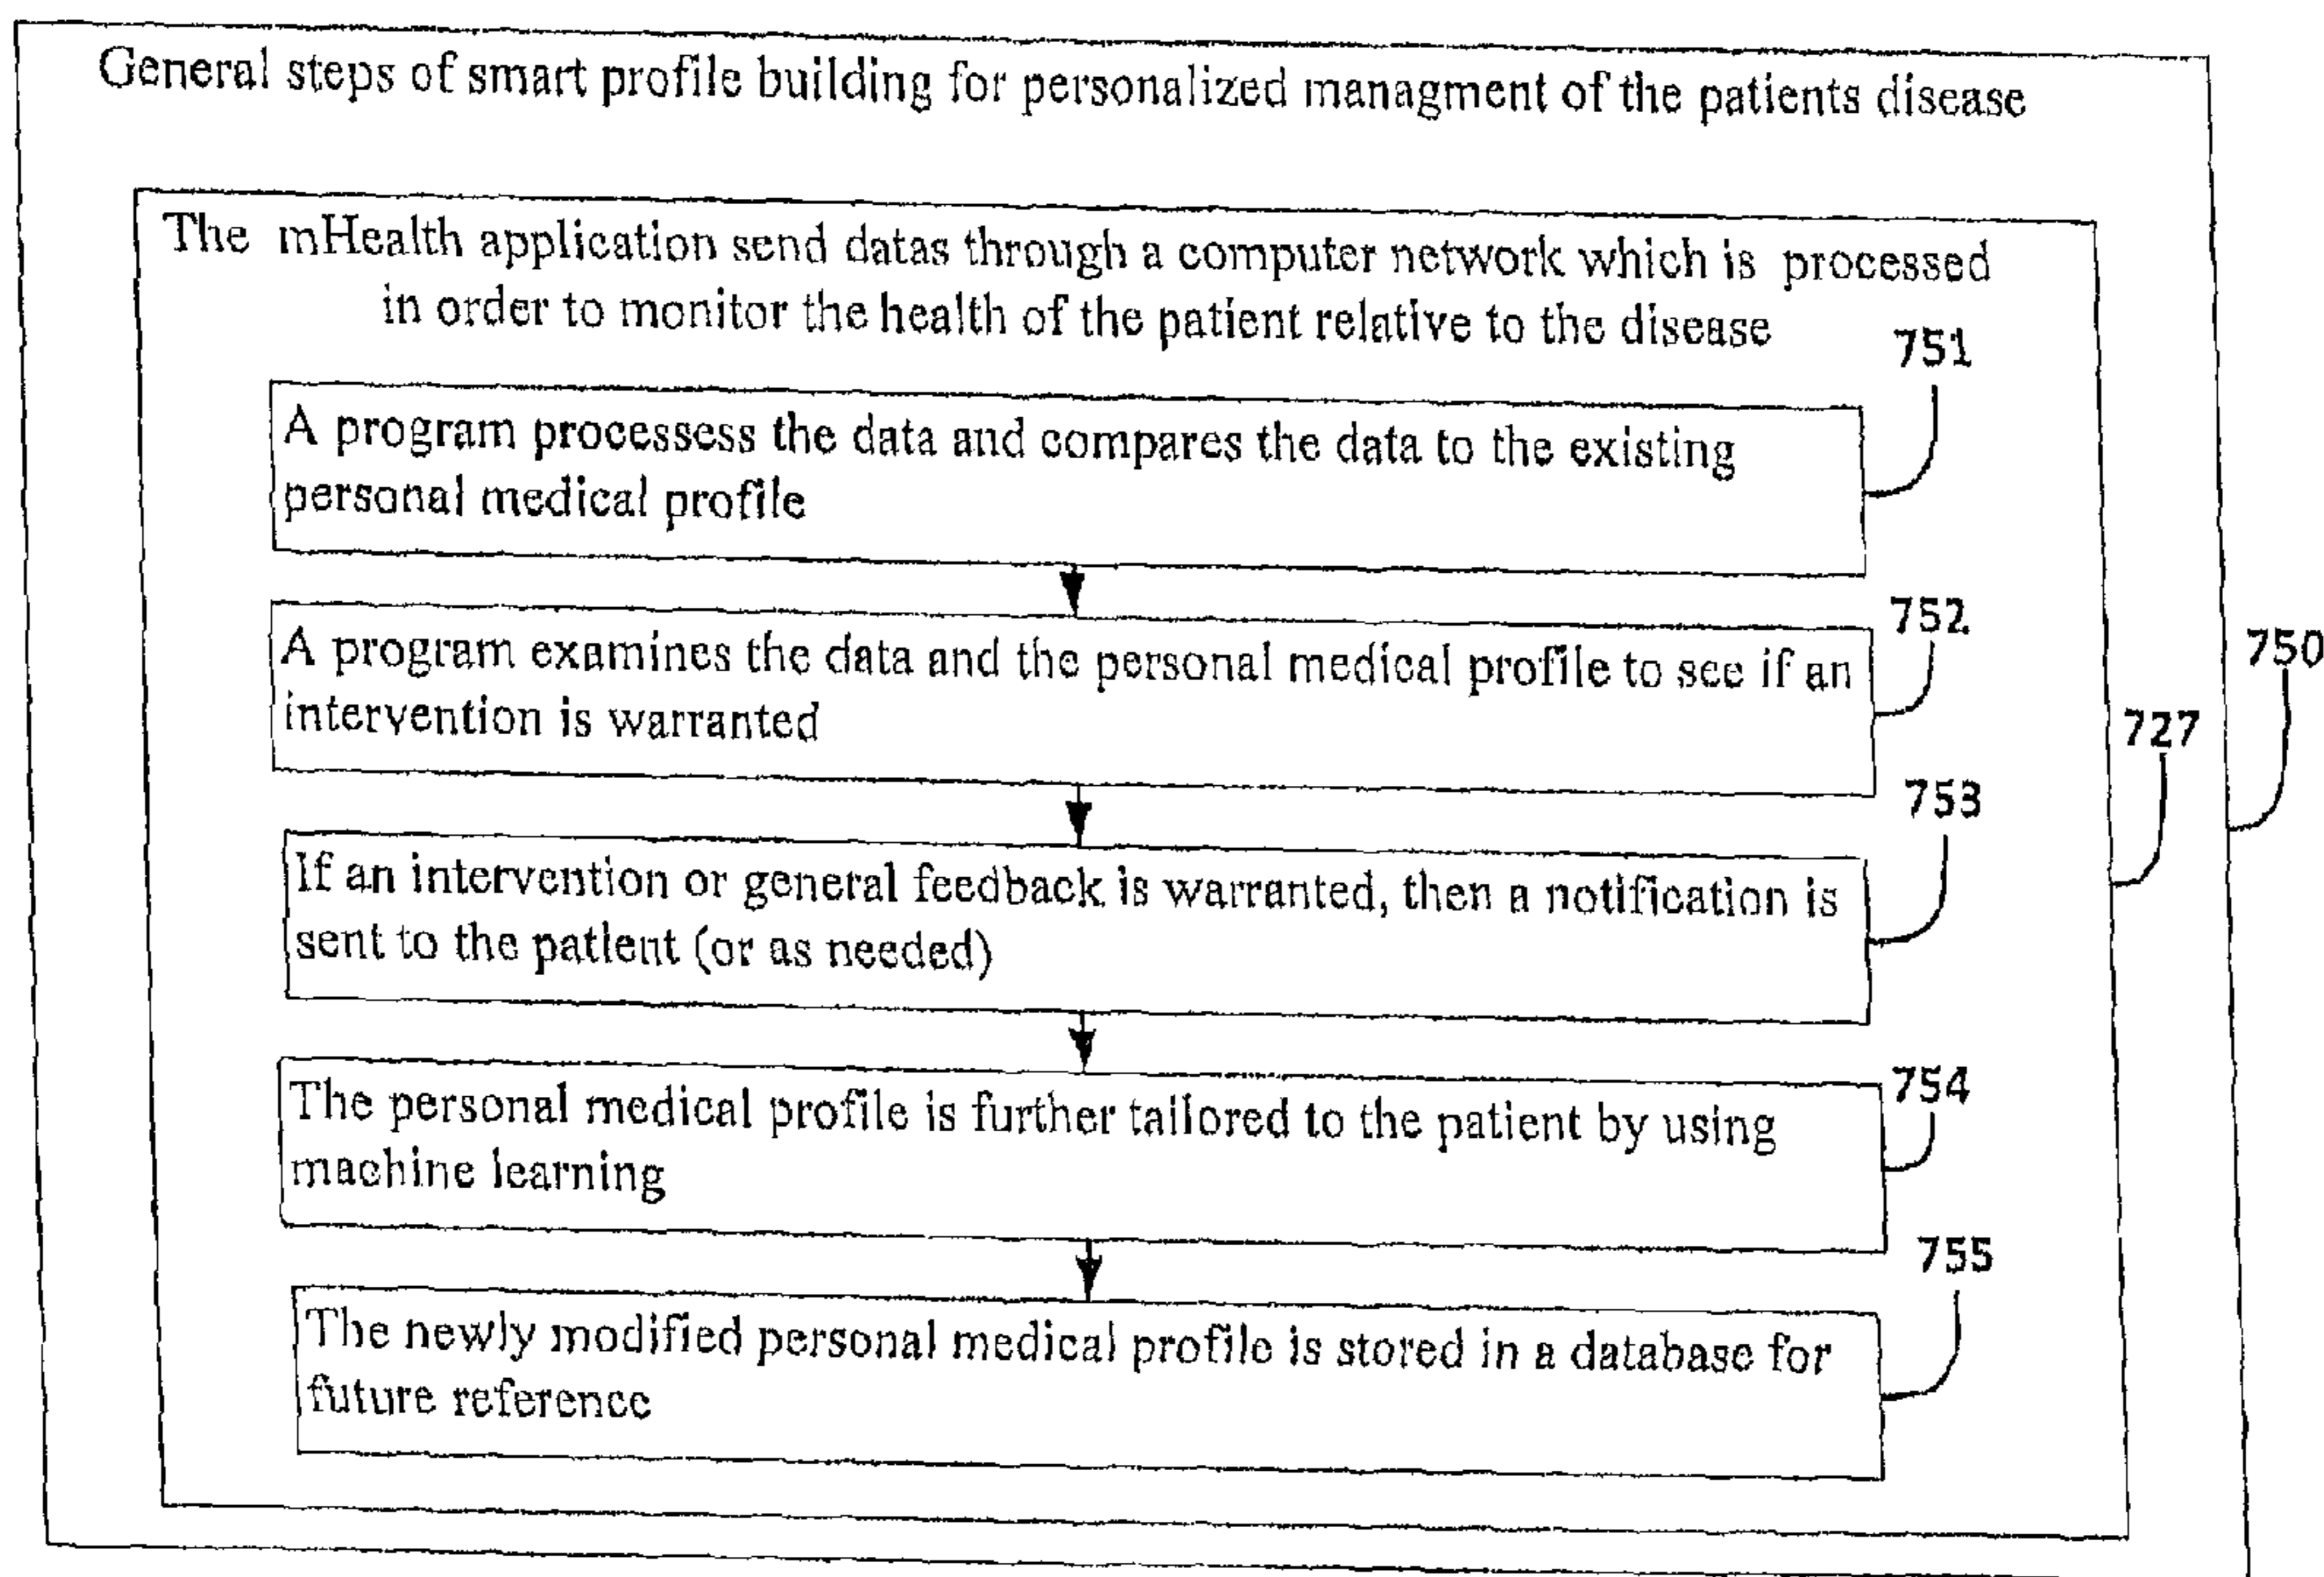 General steps of smart profile building for personalized managment of the patients disease
The mHealth application send datas through a computer network which is processed
in order to monitor the health of the patient relative to the disease
751
A program processess the data and compares the data to the existing
personal medical profile
752
A program examines the data and the personal medical profile to see if an
intervention is warranted
750
727
753
If an intervention or general feedback is warranted, then a notification is
sent to the patient (or as needed)
754
The personal medical profile is further tailored to the patient by using
machine learning
755
The newly modified personal medical profile is stored in a database for
future reference